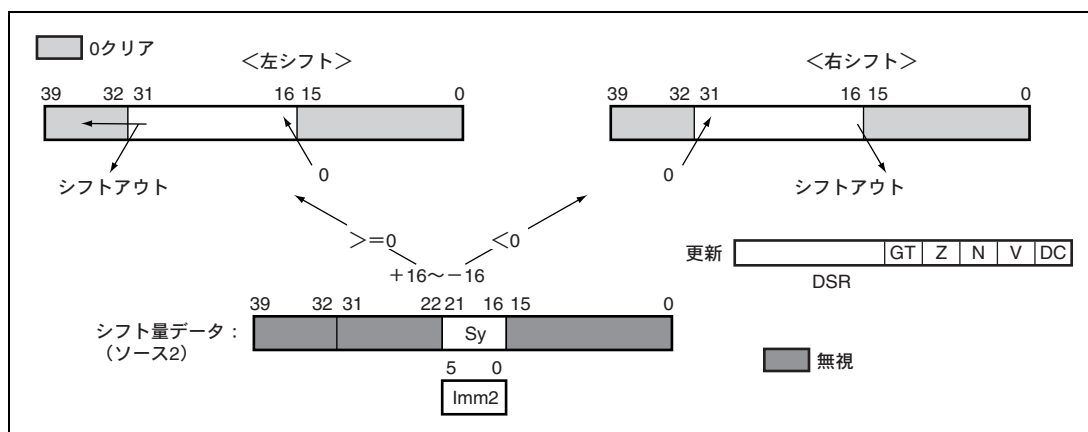 0クリア
<左シフト>
<右シフト>
39 32 31 16 15 0
39 32 31 16 15 0
シフトアウト
0
0
シフトアウト
>=0
<0
+16~-16
更新
GT Z N V DC
DSR
39 32 31 22 21 16 15 0
シフト量データ:
(ソース2)
Sy
無視
5 0
Imm2